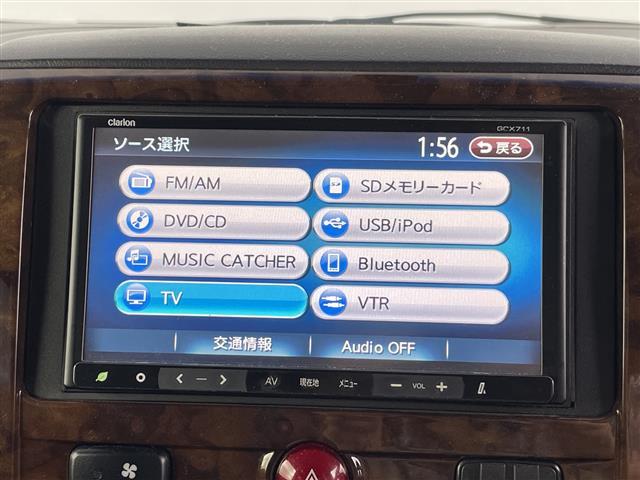 Clarion
GCX711
ソース選択
1:56
戻る
FM/AM
SDメモリーカード
DVD/CD
USB/iPod
MUSIC CATCHER
Bluetooth
TV
VTR
交通情報
Audio OFF
AV 現在地 メニュー VOL